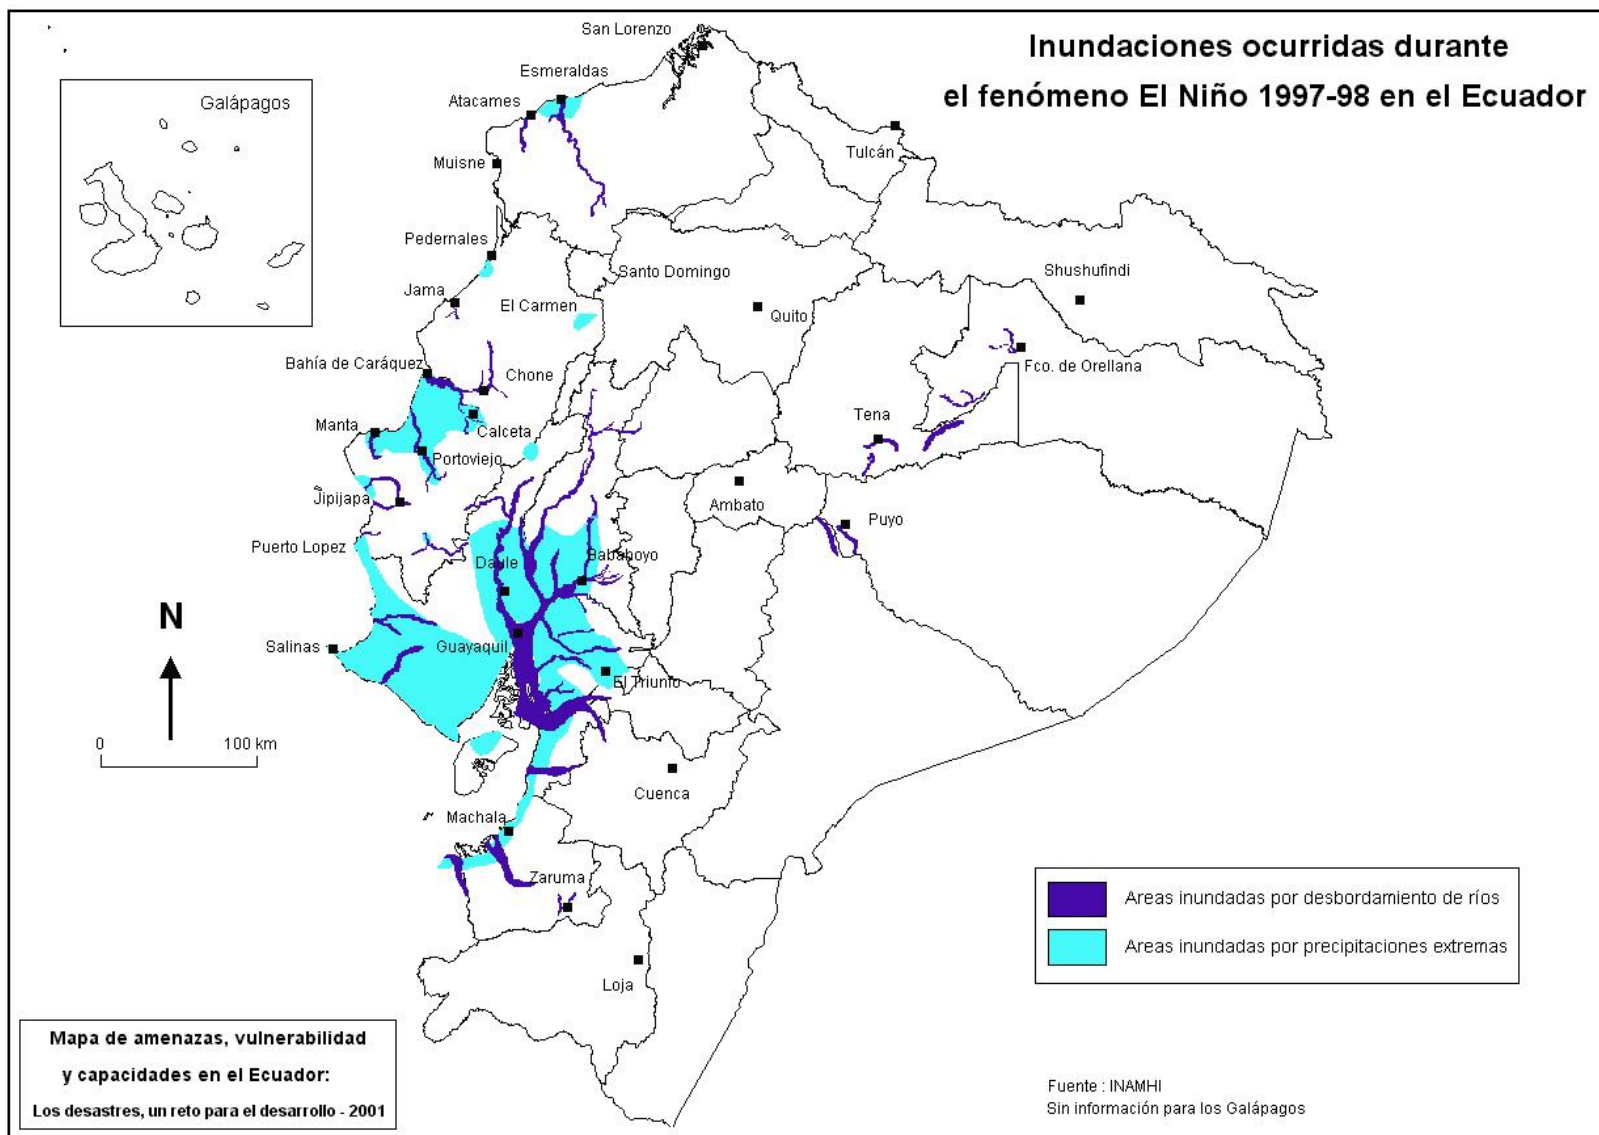 Inundaciones ocurridas durante
el fenómeno El Niño 1997-98 en el Ecuador
Galápagos
San Lorenzo
Esmeraldas
Atacames
Tulcán
Muisne
Pedernales
Santo Domingo
Shushufindi
Jama
El Carmen
Quito
Bahía de Caráquez
Chone
Fco. de Orellana
Manta
Calceta
Tena
Portoviejo
Jipijapa
Ambato
Puyo
Puerto Lopez
Daule
Babahoyo
N
Salinas
Guayaquil
El Triunfo
0 100 km
Cuenca
Machala
Zaruma
Loja
Areas inundadas por desbordamiento de ríos
Areas inundadas por precipitaciones extremas
Mapa de amenazas, vulnerabilidad
y capacidades en el Ecuador:
Los desastres, un reto para el desarrollo - 2001
Fuente : INAMHI
Sin información para los Galápagos